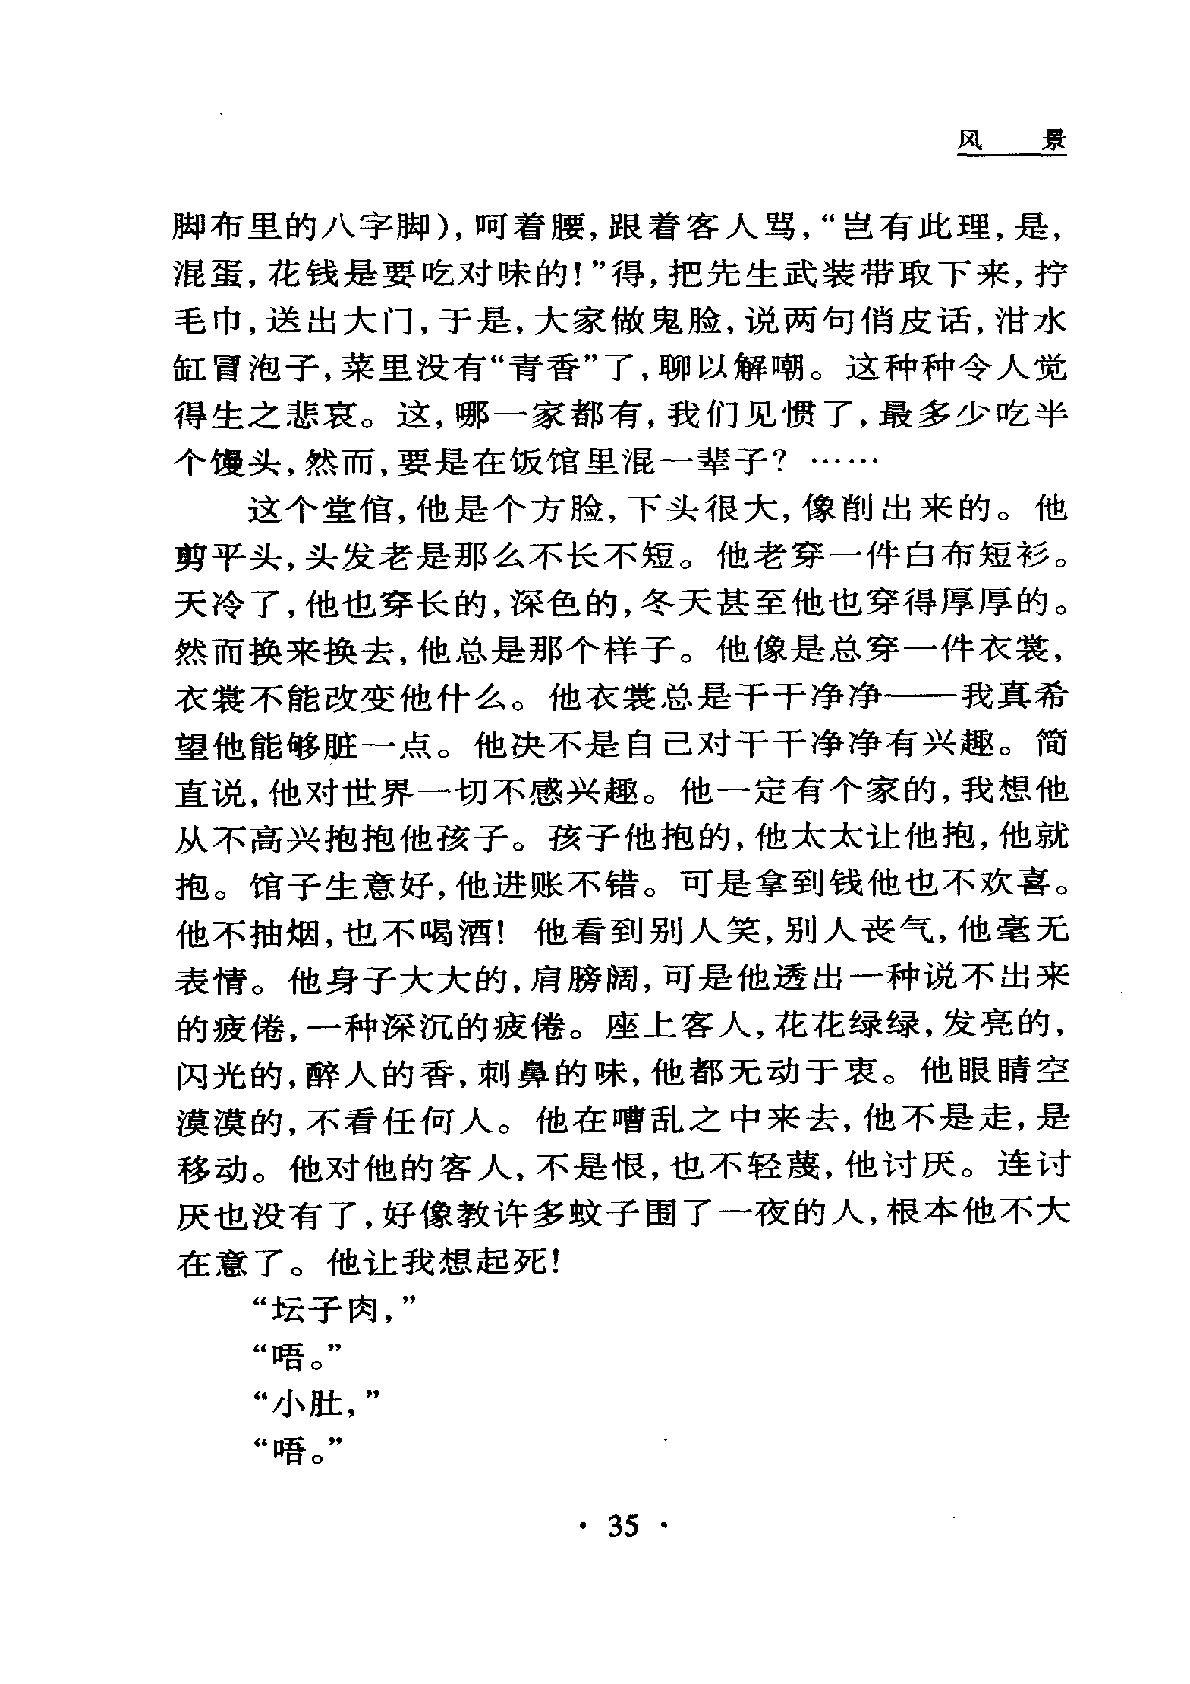 风 景
脚布里的八字脚)，呵着腰，跟着客人骂，“岂有此理，是，
混蛋，花钱是要吃对味的！”得，把先生武装带取下来，拧
毛巾，送出大门，于是，大家做鬼脸，说两句俏皮话，泔水
缸冒泡子，菜里没有“青香”了，聊以解嘲。这种种令人觉
得生之悲哀。这，哪一家都有，我们见惯了，最多少吃半
个馒头，然而，要是在饭馆里混一辈子？……
这个堂倌，他是个方脸，下头很大，像削出来的。他
剪平头，头发老是那么不长不短。他老穿一件白布短衫。
天冷了，他也穿长的，深色的，冬天甚至他也穿得厚厚的。
然而换来换去，他总是那个样子。他像是总穿一件衣裳，
衣裳不能改变他什么。他衣裳总是干干净净——我真希
望他能够脏一点。他决不是自己对干干净净有兴趣。简
直说，他对世界一切不感兴趣。他一定有个家的，我想他
从不高兴抱抱他孩子。孩子他抱的，他太太让他抱，他就
抱。馆子生意好，他进账不错。可是拿到钱他也不欢喜。
他不抽烟，也不喝酒！他看到别人笑，别人丧气，他毫无
表情。他身子大大的，肩膀阔，可是他透出一种说不出来
的疲倦，一种深沉的疲倦。座上客人，花花绿绿，发亮的，
闪光的，醉人的香，刺鼻的味，他都无动于衷。他眼睛空
漠漠的，不看任何人。他在嘈乱之中来去，他不是走，是
移动。他对他的客人，不是恨，也不轻蔑，他讨厌。连讨
厌也没有了，好像教许多蚊子围了一夜的人，根本他不大
在意了。他让我想起死！
“坛子肉，”
“唔。”
“小肚，”
“唔。”
· 35 ·